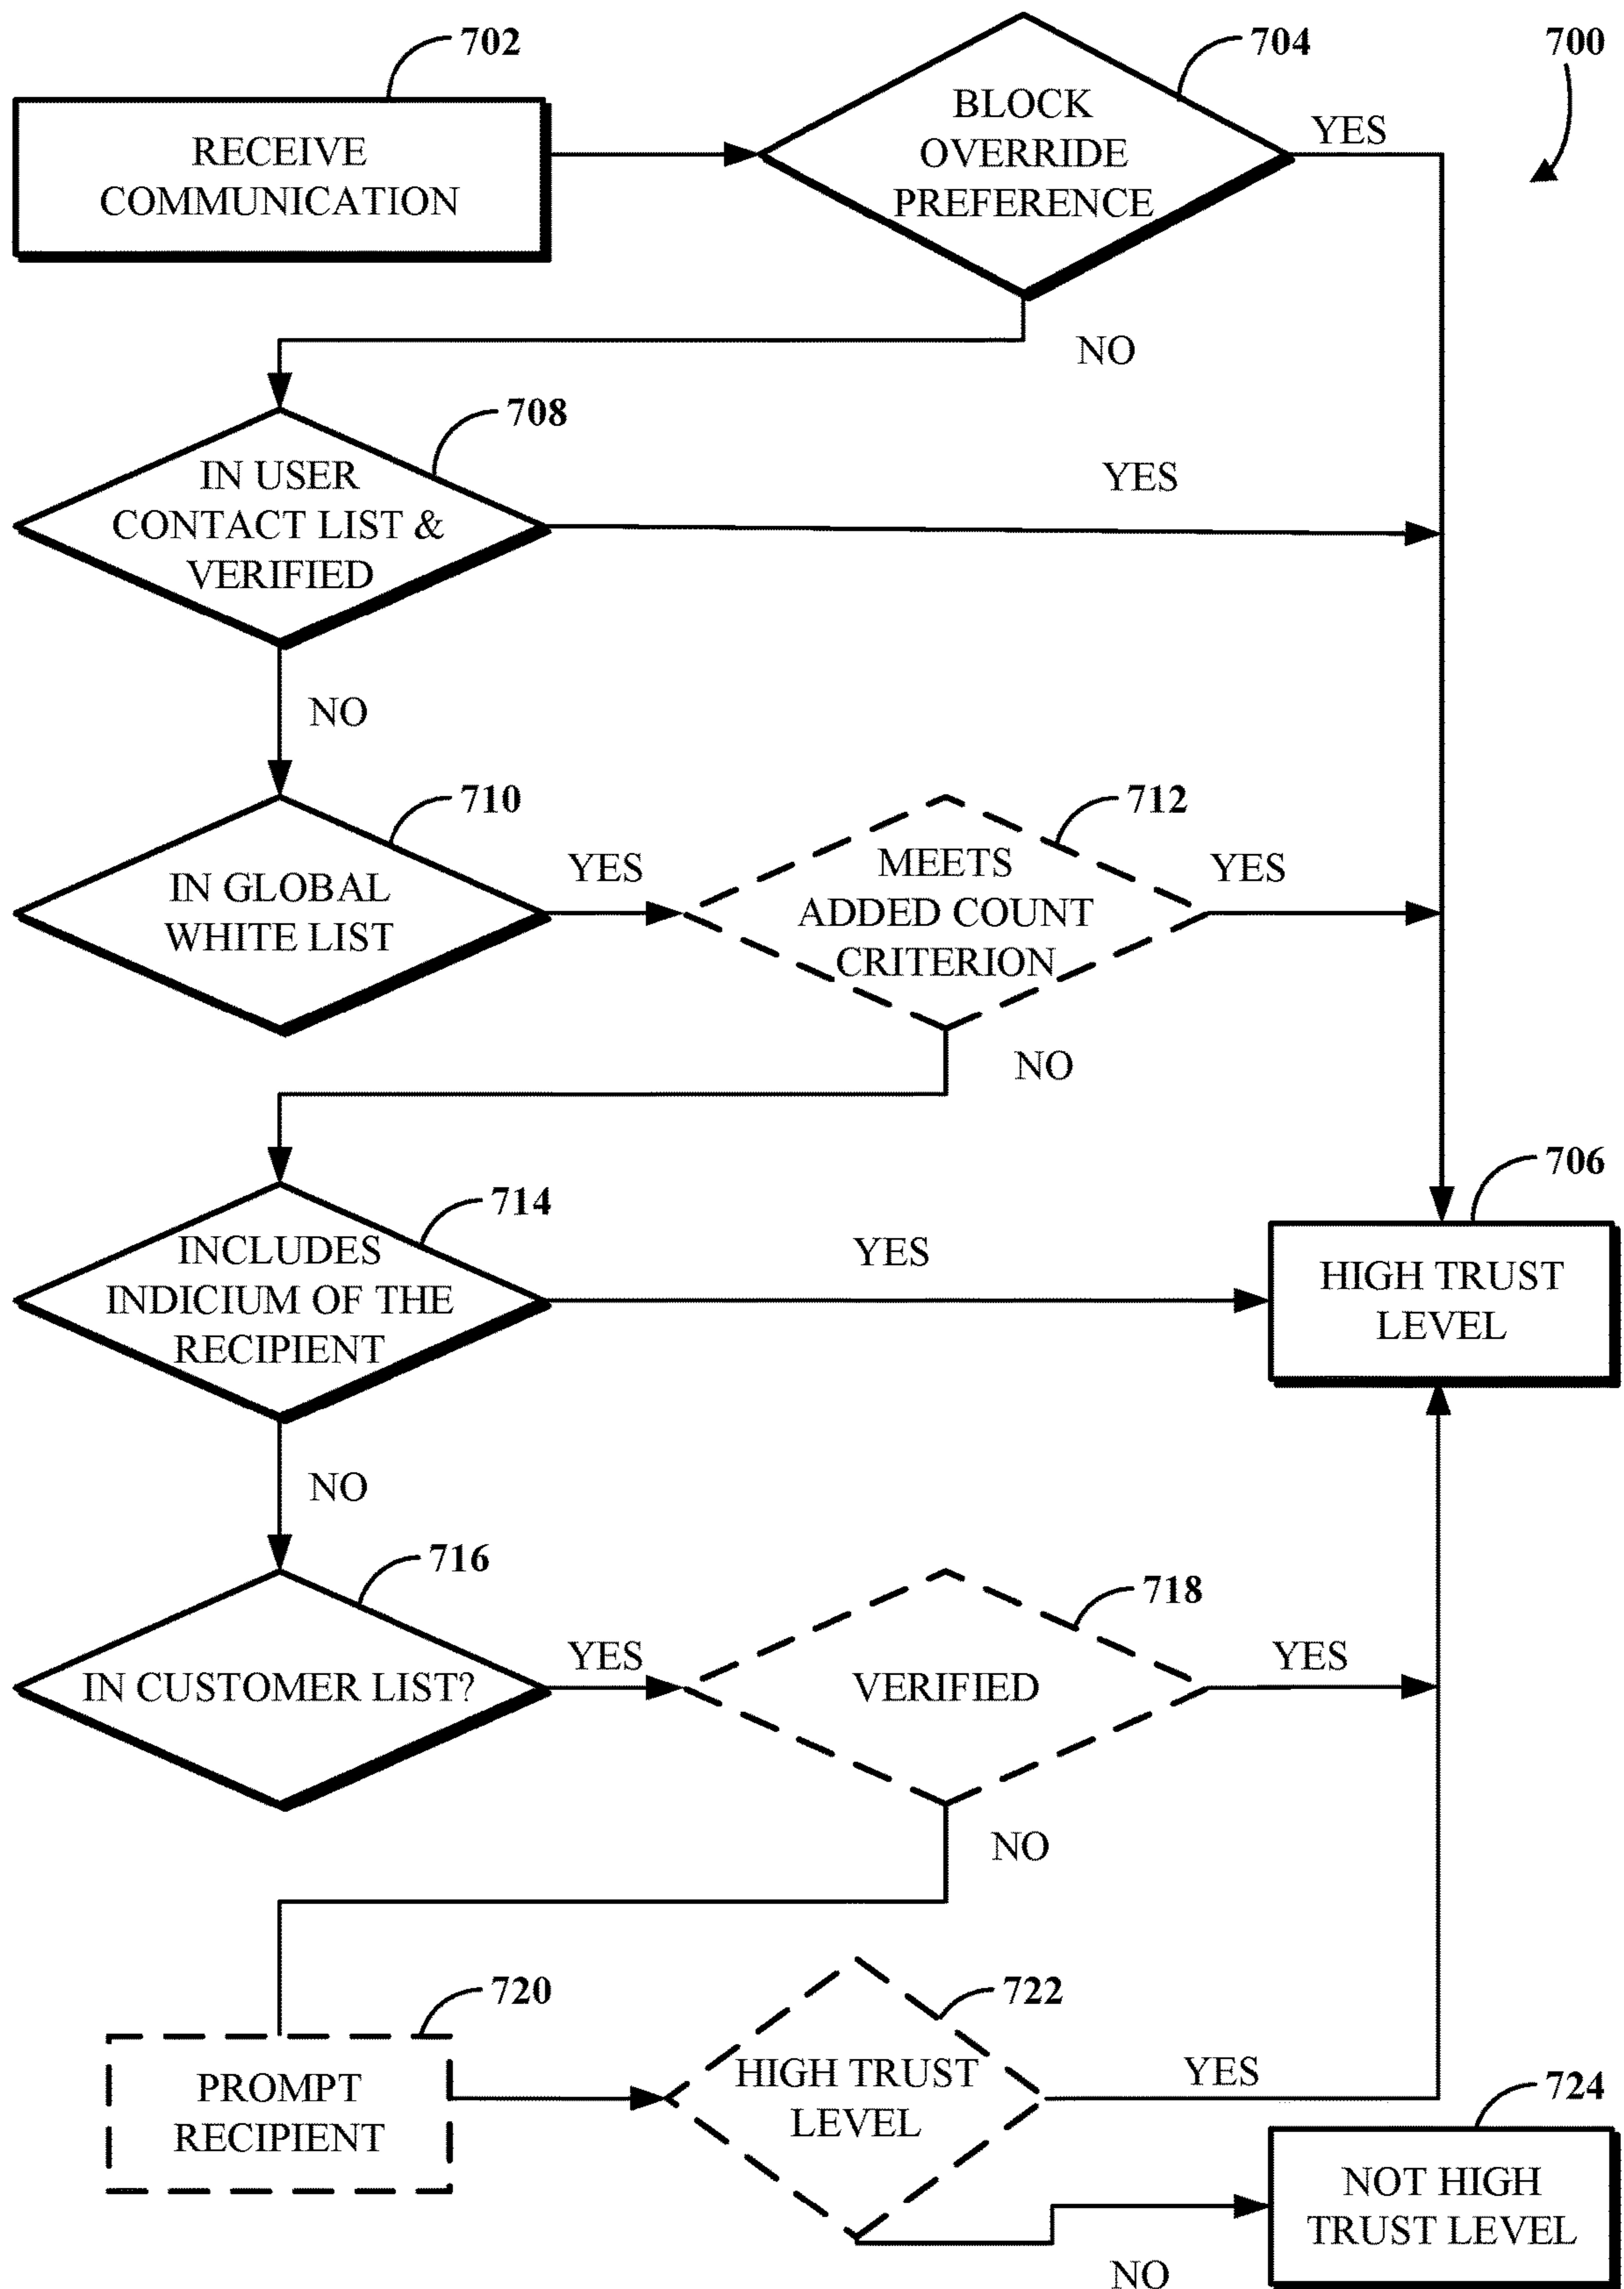 702
704
700
RECEIVE
COMMUNICATION
BLOCK
OVERRIDE
PREFERENCE
YES
NO
708
IN USER
CONTACT LIST &
VERIFIED
YES
NO
710
IN GLOBAL
WHITE LIST
YES
712
MEETS
ADDED COUNT
CRITERION
YES
NO
714
INCLUDES
INDICIUM OF THE
RECIPIENT
YES
706
HIGH TRUST
LEVEL
NO
716
IN CUSTOMER LIST?
YES
718
VERIFIED
YES
NO
720
PROMPT
RECIPIENT
722
HIGH TRUST
LEVEL
YES
724
NOT HIGH
TRUST LEVEL
NO